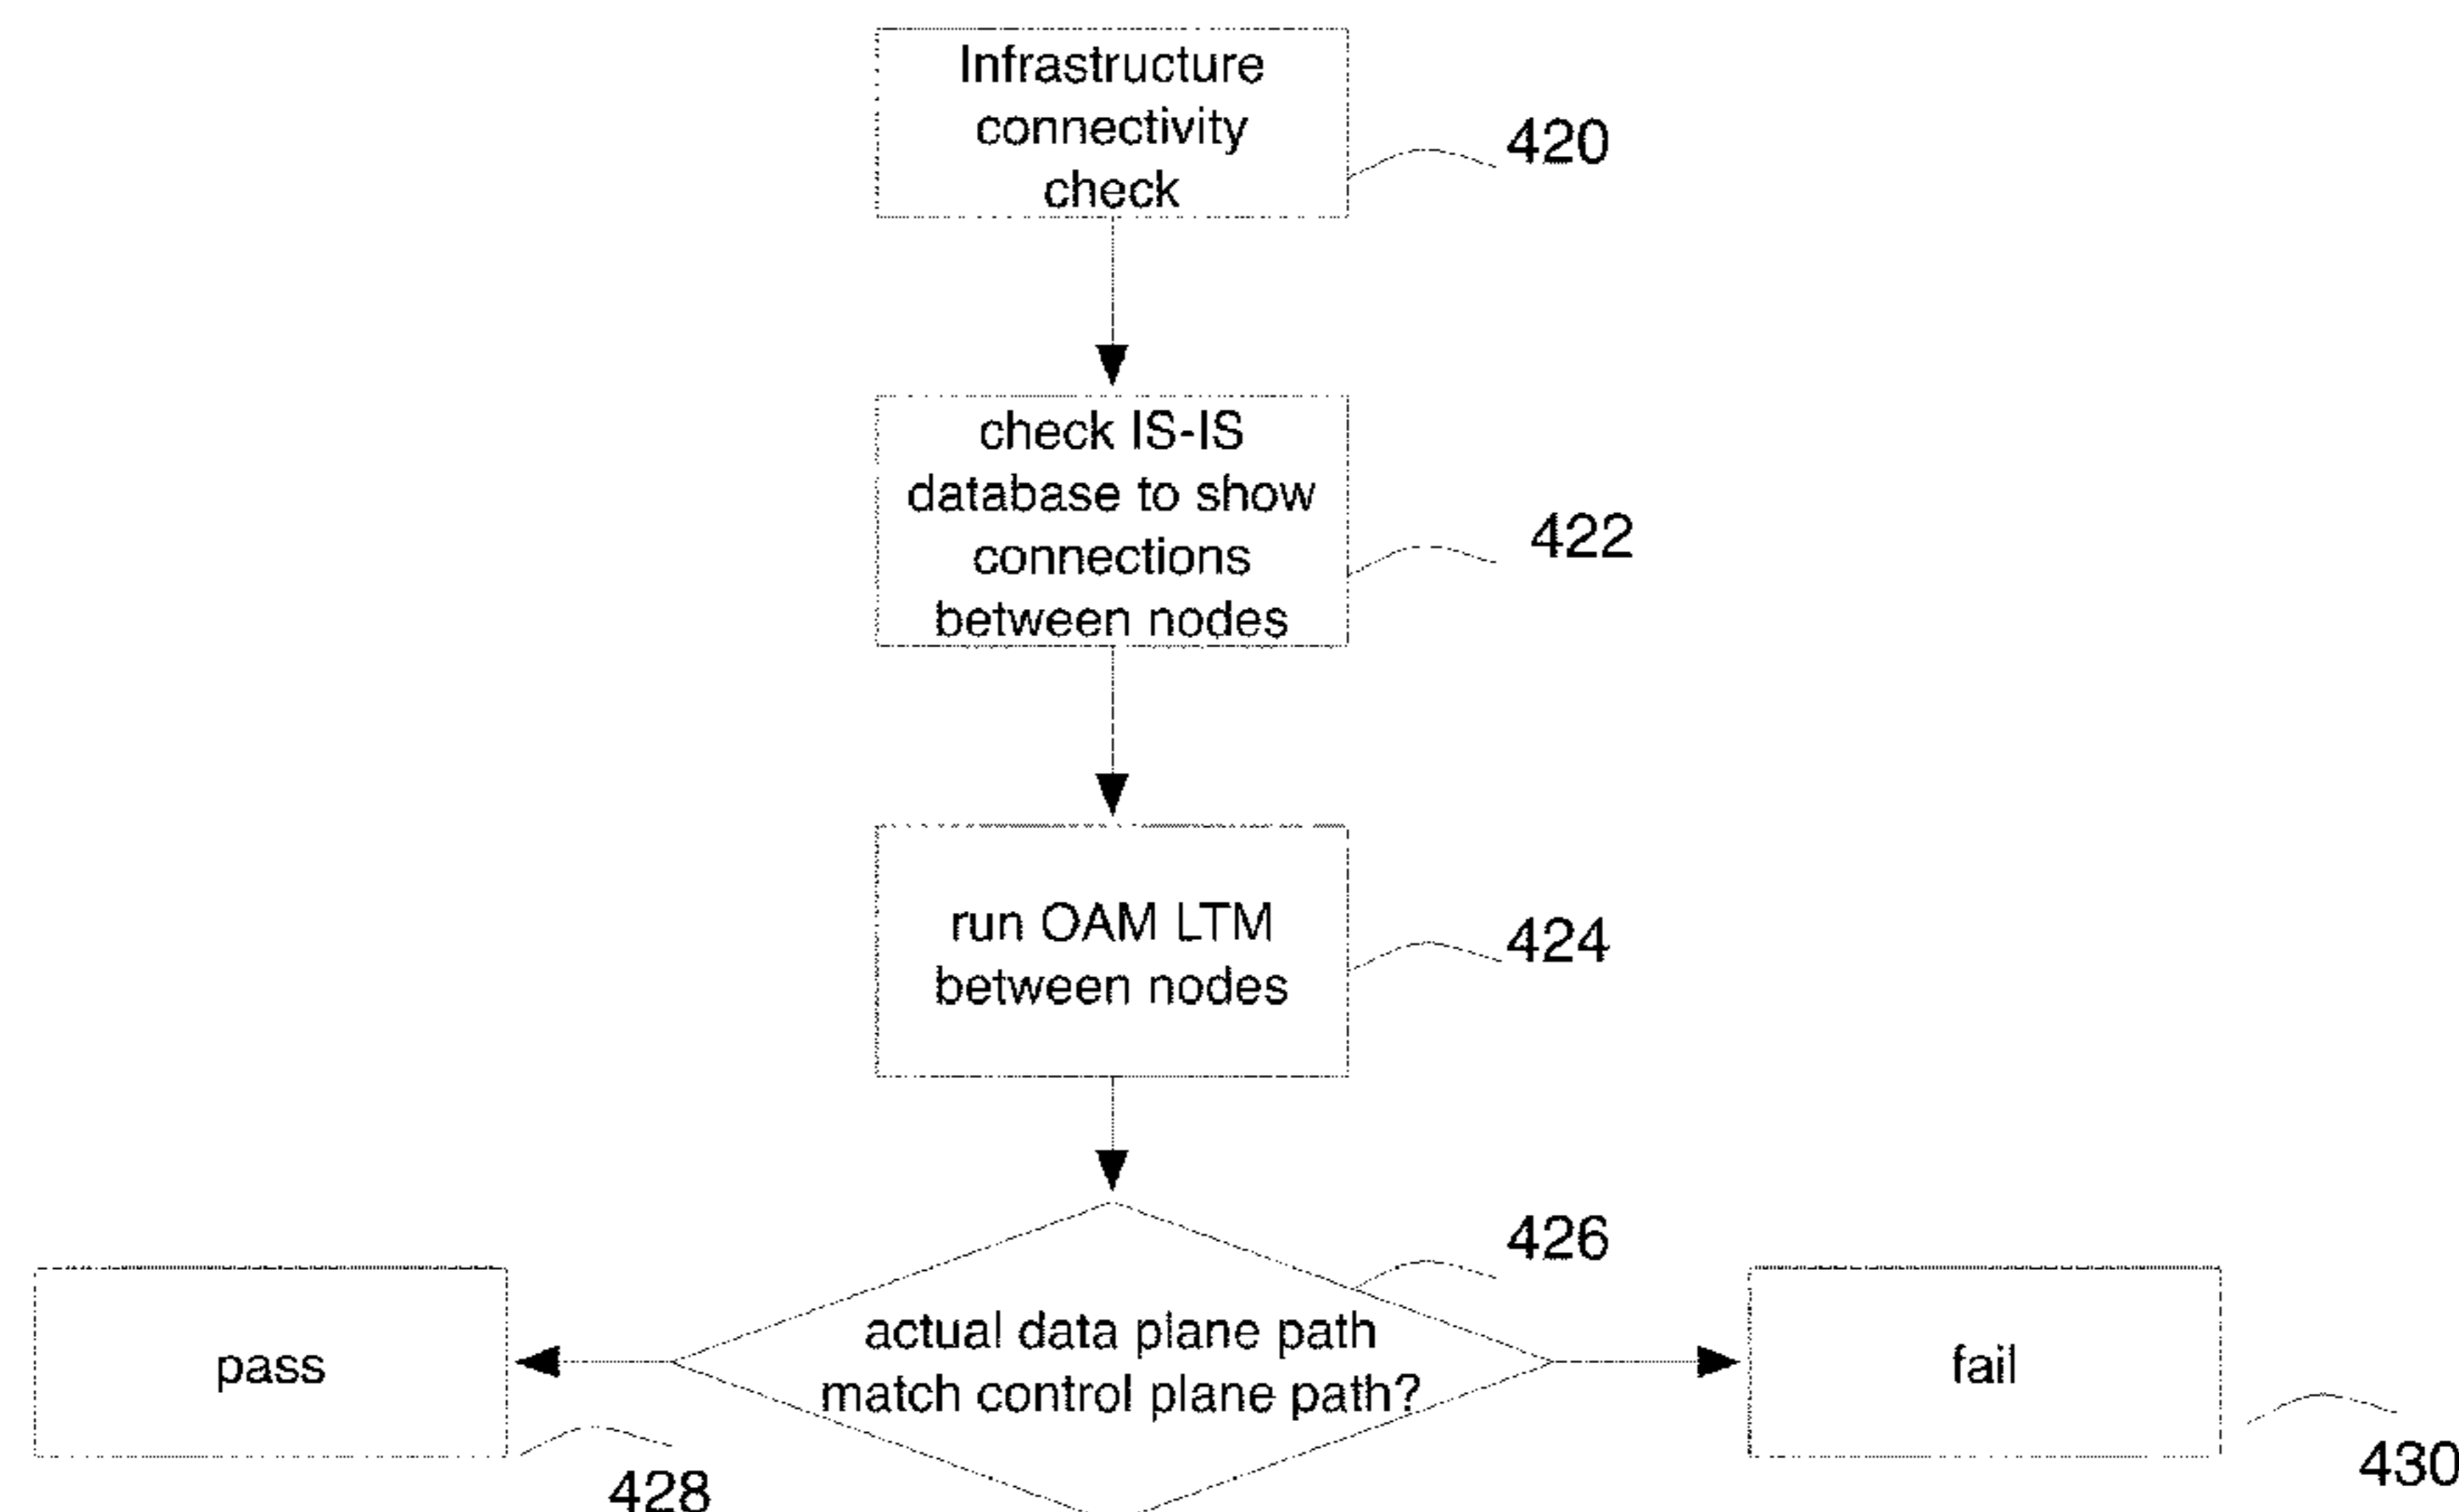 Infrastructure
connectivity
check
420
check IS-IS
database to show
connections
between nodes
422
run OAM LTM
between nodes
424
426
actual data plane path
match control plane path?
pass
428
fail
430